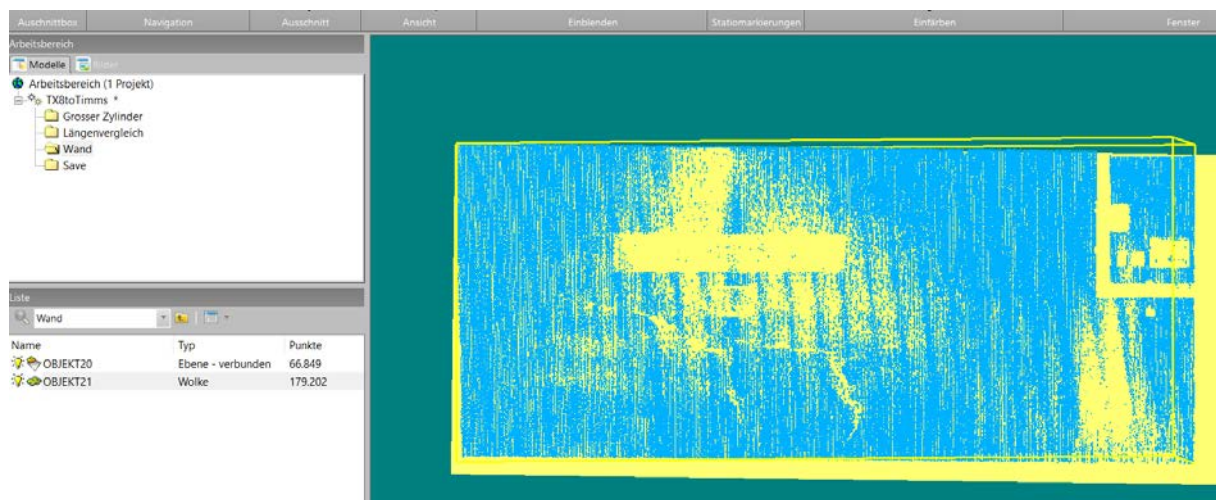 Auschnittbox Navigation Ausschnitt Ansicht Einblenden Stationmarkierungen Einfärben Fenster
Arbeitsbereich
Modelle Bilder
Arbeitsbereich (1 Projekt)
TX8toTimms *
Grosser Zylinder
Längenvergleich
Wand
Save
Liste
Wand
Name Typ Punkte
OBJEKT20 Ebene - verbunden 66.849
OBJEKT21 Wolke 179.202